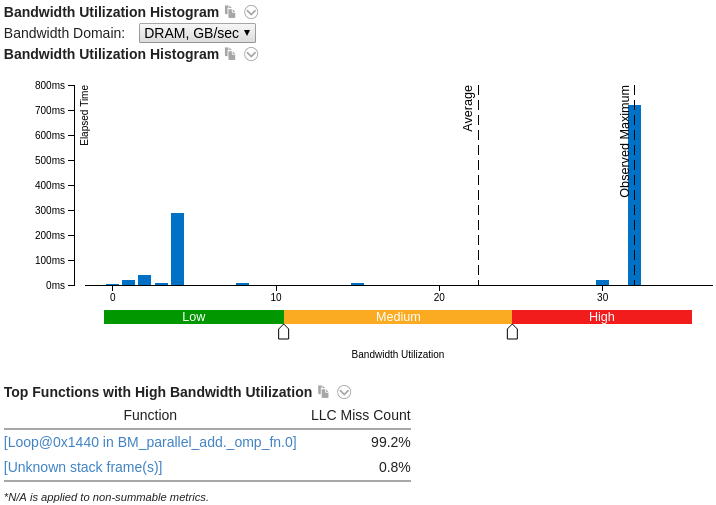 Bandwidth Utilization Histogram
Bandwidth Domain: DRAM, GB/sec
Bandwidth Utilization Histogram
800ms
700ms
600ms
500ms
400ms
300ms
200ms
100ms
0ms
Elapsed Time
Average
Observed Maximum
0 10 20 30
Low Medium High
Bandwidth Utilization
Top Functions with High Bandwidth Utilization
Function LLC Miss Count
[Loop@0x1440 in BM_parallel_add._omp_fn.0] 99.2%
[Unknown stack frame(s)] 0.8%
*N/A is applied to non-summable metrics.